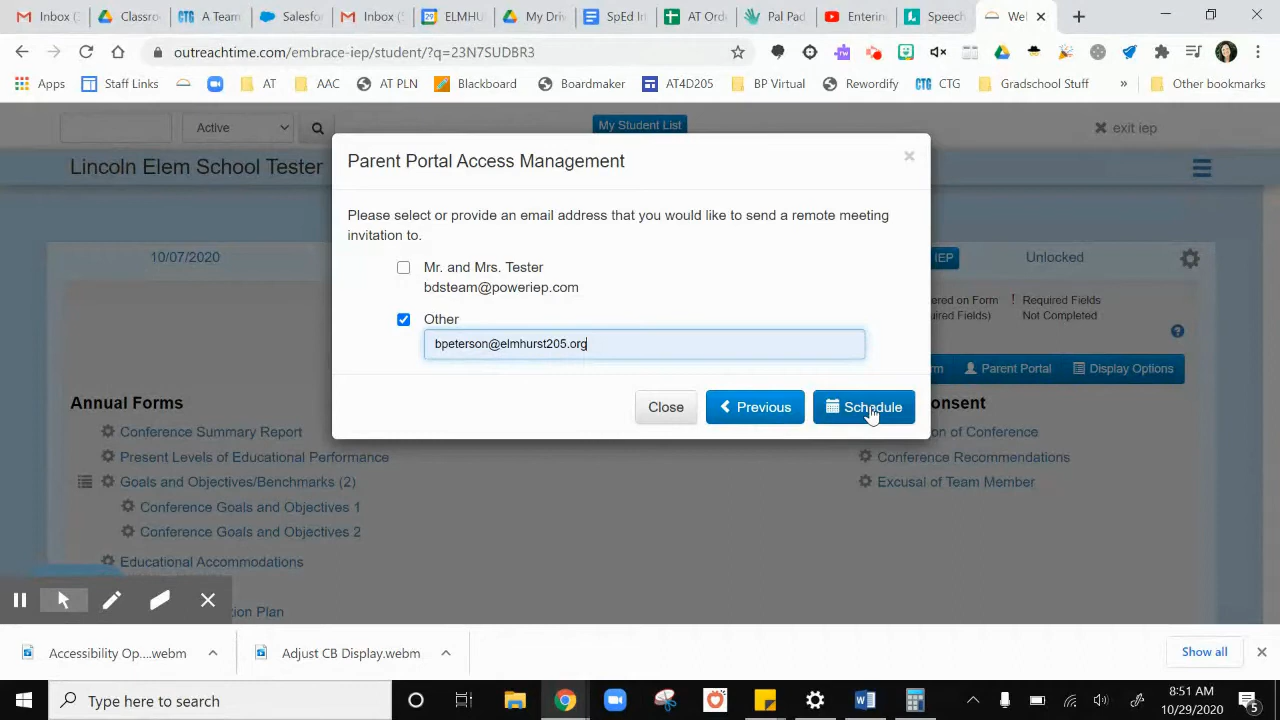 Inbox (
Classro
A Team
Salesfo
Inbox (
ELMHU
My Driv
SpEd In
AT Ord
Pal Pad
Enterin
Speech
Wel
outreachtime.com/embrace-iep/student/?q=23N7SUDBR3
Apps
Staff Links
AT
AAC
AT PLN
Blackboard
Boardmaker
AT4D205
BP Virtual
Rewordify
CTG
Gradschool Stuff
»
Other bookmarks
Active
My Student List
exit iep
Lincoln Elem School Tester
Parent Portal Access Management
Please select or provide an email address that you would like to send a remote meeting
invitation to.
Mr. and Mrs. Tester
bdsteam@poweriep.com
Other
bpeterson@elmhurst205.org
Close
Previous
Schedule
10/07/2020
IEP
Unlocked
ered on Form
! Required Fields
uired Fields)
Not Completed
rm
Parent Portal
Display Options
Annual Forms
onsent
Conference Summary Report
on of Conference
Present Levels of Educational Performance
Conference Recommendations
Goals and Objectives/Benchmarks (2)
Excusal of Team Member
Conference Goals and Objectives 1
Conference Goals and Objectives 2
Educational Accommodations
tion Plan
Accessibility Op....webm
Adjust CB Display.webm
Show all
Type here to search
8:51 AM
10/29/2020
5